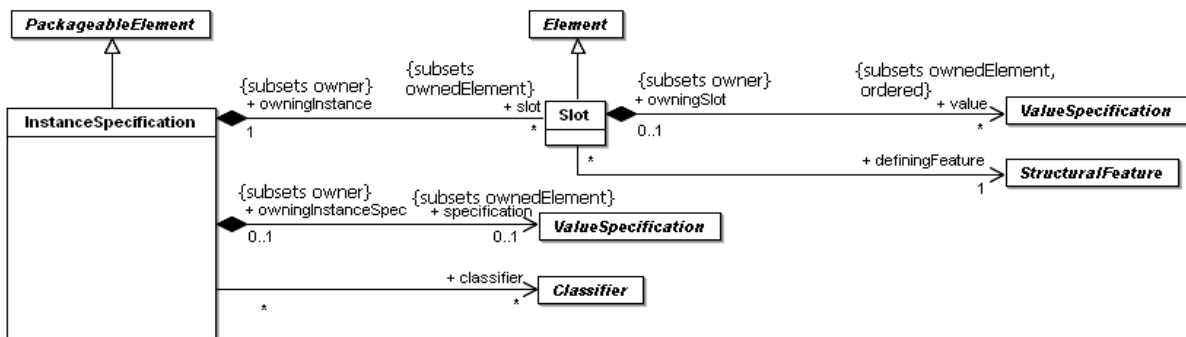 PackageableElement
Element
{subsets owner}
+ owningInstance
1
{subsets
ownedElement}
+ slot
*
{subsets owner}
+ owningSlot
0..1
{subsets ownedElement,
ordered}
+ value
*
InstanceSpecification
Slot
ValueSpecification
*
+ definingFeature
1
StructuralFeature
{subsets owner}
+ owningInstanceSpec
0..1
{subsets ownedElement}
+ specification
0..1
ValueSpecification
+ classifier
*
*
Classifier